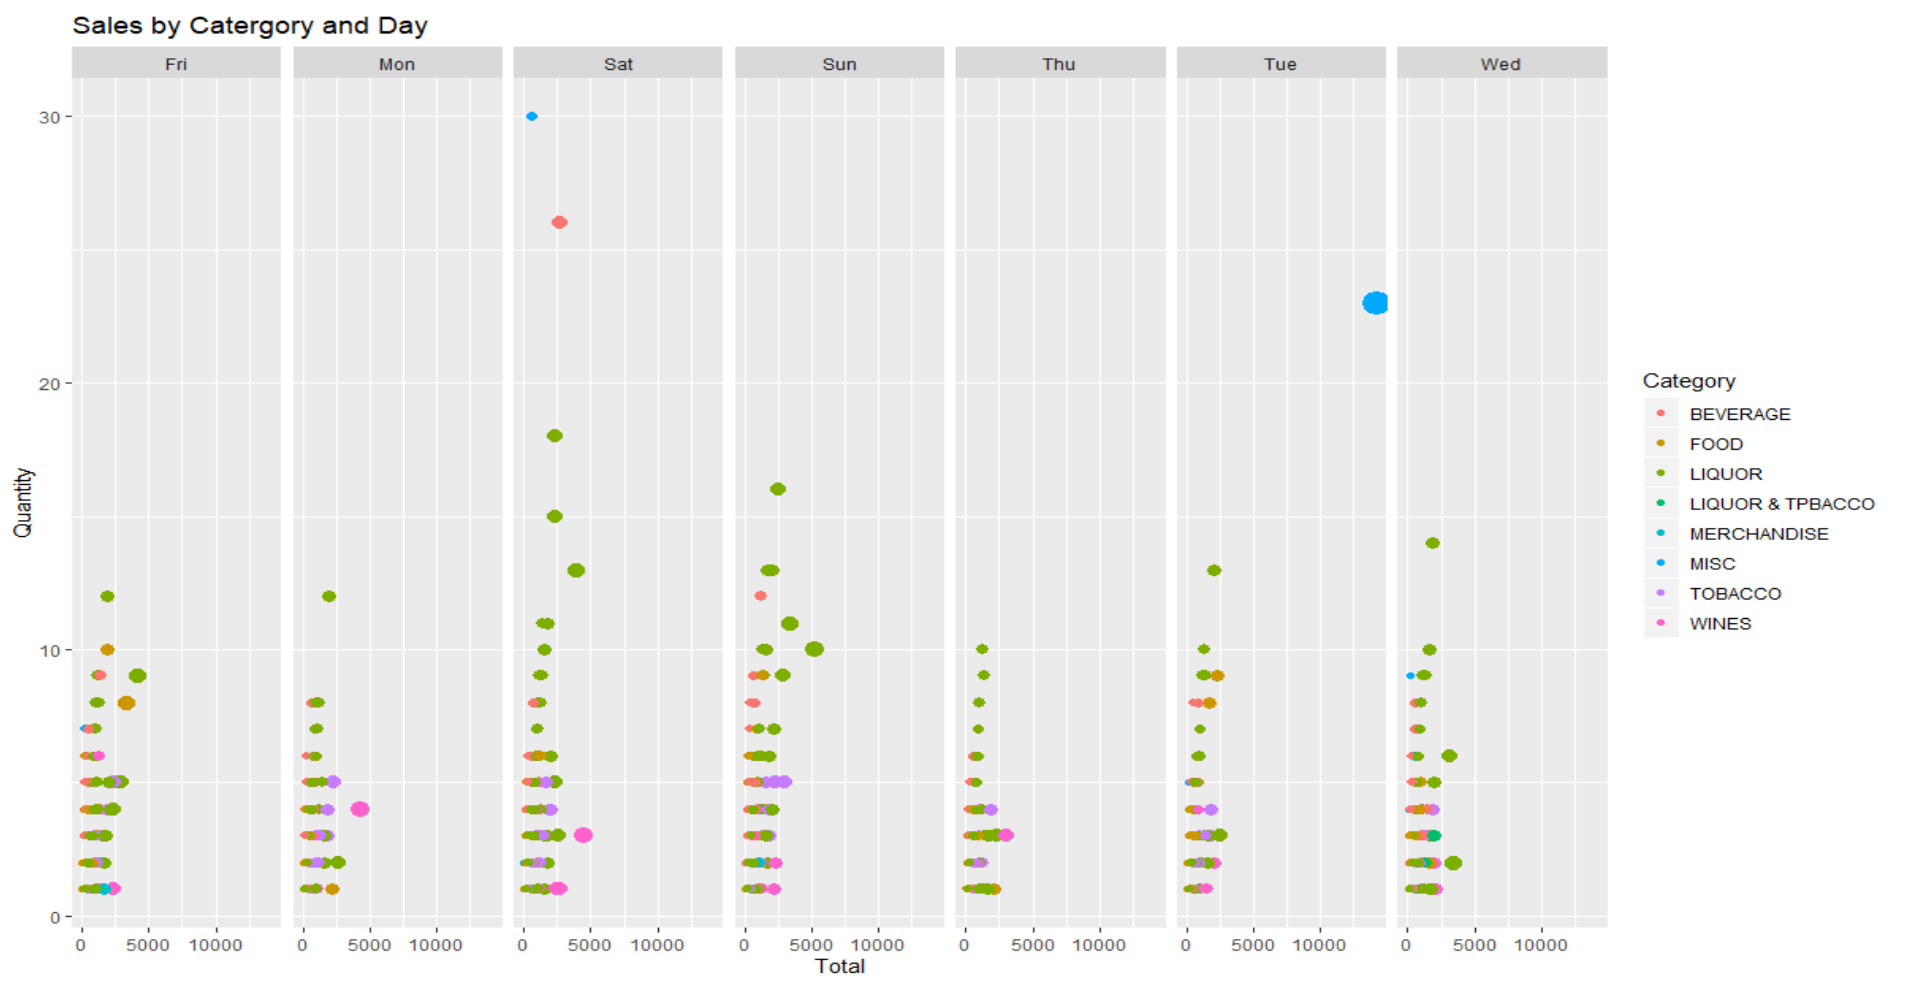 Sales by Catergory and Day
Fri Mon Sat Sun Thu Tue Wed
30
20
10
0
Quantity
0 5000 10000 0 5000 10000 0 5000 10000 0 5000 10000 0 5000 10000 0 5000 10000 0 5000 10000
Total
Category
BEVERAGE
FOOD
LIQUOR
LIQUOR & TPBACCO
MERCHANDISE
MISC
TOBACCO
WINES